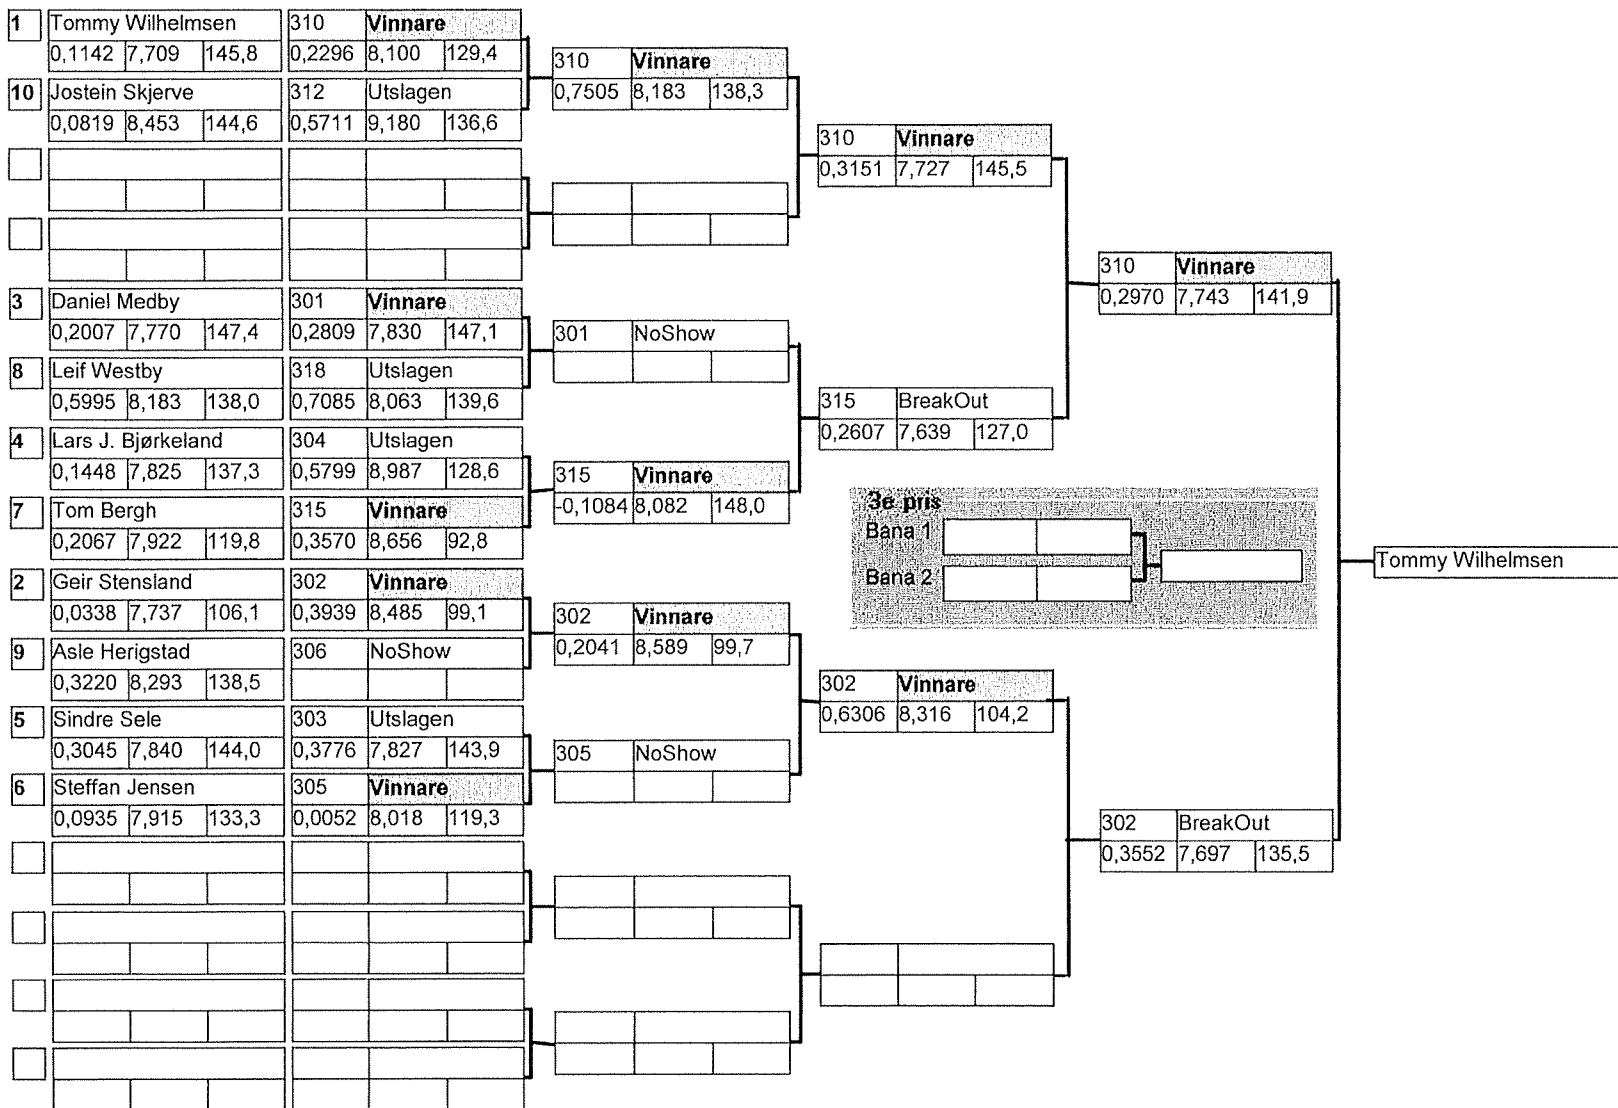 1 Tommy Wilhelmsen 310 Vinnare
0,1142 7,709 145,8 0,2296 8,100 129,4
310 Vinnare
0,7505 8,183 138,3
10 Jostein Skjerve 312 Utslagen
0,0819 8,453 144,6 0,5711 9,180 136,6
310 Vinnare
0,3151 7,727 145,5
310 Vinnare
0,2970 7,743 141,9
3 Daniel Medby 301 Vinnare
0,2007 7,770 147,4 0,2809 7,830 147,1
301 NoShow
8 Leif Westby 318 Utslagen
0,5995 8,183 138,0 0,7085 8,063 139,6
315 BreakOut
0,2607 7,639 127,0
4 Lars J. Bjørkeland 304 Utslagen
0,1448 7,825 137,3 0,5799 8,987 128,6
315 Vinnare
-0,1084 8,082 148,0
7 Tom Bergh 315 Vinnare
0,2067 7,922 119,8 0,3570 8,656 92,8
3e pris
Bana 1
Bana 2
Tommy Wilhelmsen
2 Geir Stensland 302 Vinnare
0,0338 7,737 106,1 0,3939 8,485 99,1
302 Vinnare
0,2041 8,589 99,7
9 Asle Herigstad 306 NoShow
0,3220 8,293 138,5
302 Vinnare
0,6306 8,316 104,2
5 Sindre Sele 303 Utslagen
0,3045 7,840 144,0 0,3776 7,827 143,9
305 NoShow
6 Steffan Jensen 305 Vinnare
0,0935 7,915 133,3 0,0052 8,018 119,3
302 BreakOut
0,3552 7,697 135,5